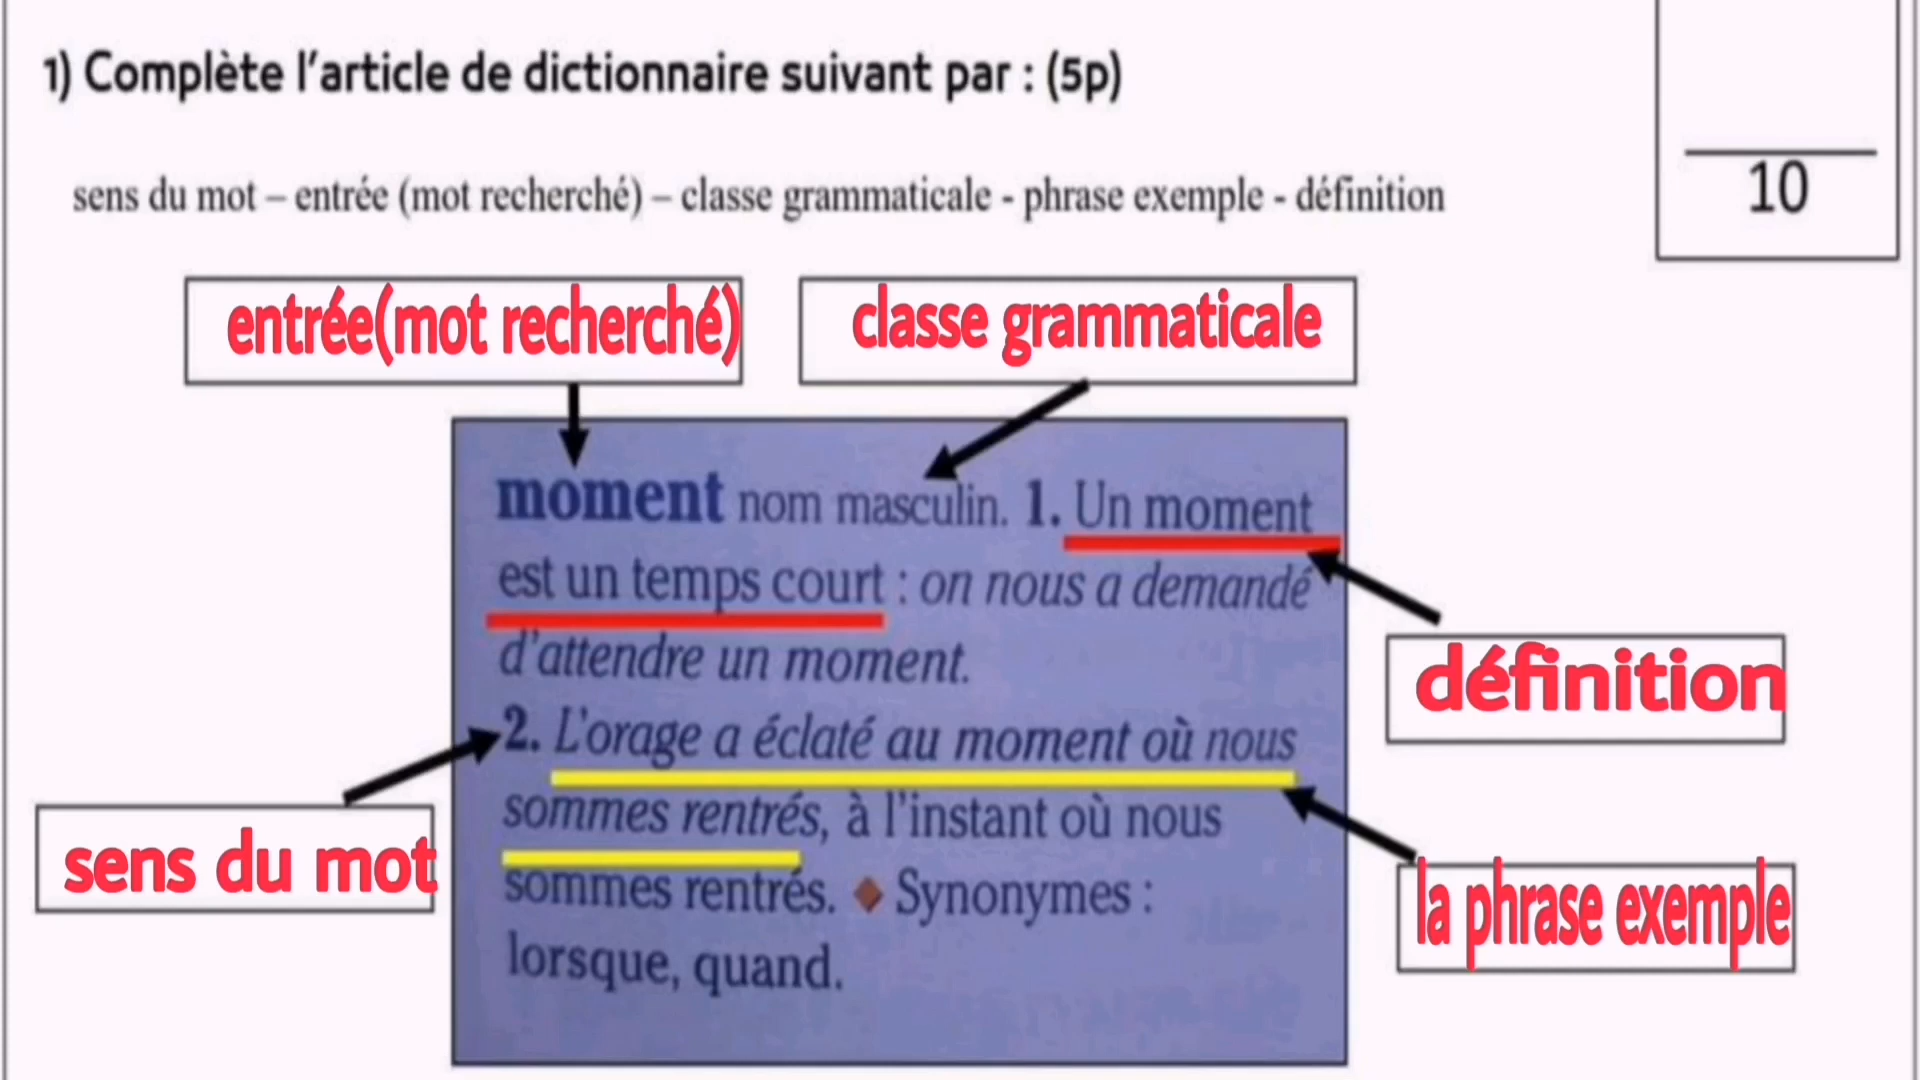 1) Complète l'article de dictionnaire suivant par : (5p)
10
sens du mot – entrée (mot recherché) – classe grammaticale - phrase exemple - définition
entrée(mot recherché)
classe grammaticale
moment nom masculin. 1. Un moment
est un temps court : on nous a demandé
d'attendre un moment.
2. L'orage a éclaté au moment où nous
sommes rentrés, à l'instant où nous
sommes rentrés. ◆ Synonymes :
lorsque, quand.
définition
sens du mot
la phrase exemple